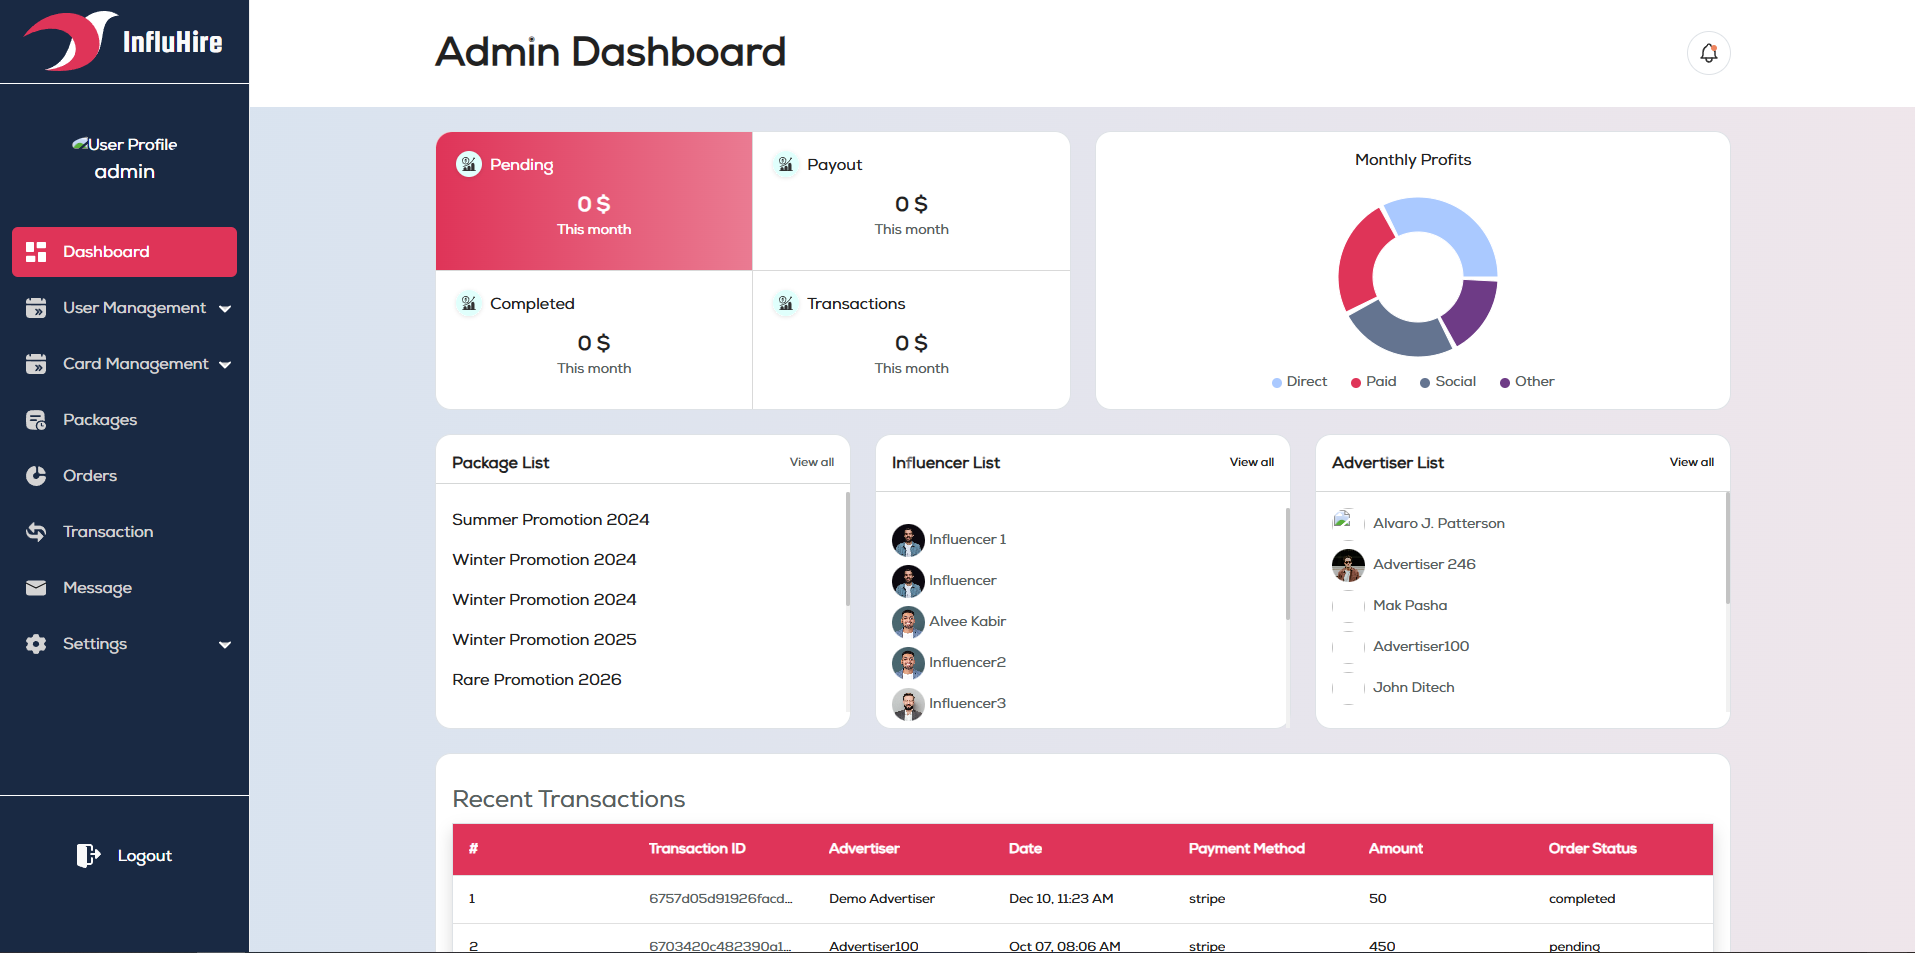 InfluHire
Admin Dashboard
User Profile
admin
Dashboard
User Management
Card Management
Packages
Orders
Transaction
Message
Settings
Logout
Pending
0 $
This month
Payout
0 $
This month
Completed
0 $
This month
Transactions
0 $
This month
Monthly Profits
Direct Paid Social Other
Package List View all
Summer Promotion 2024
Winter Promotion 2024
Winter Promotion 2024
Winter Promotion 2025
Rare Promotion 2026
Influencer List View all
Influencer 1
Influencer
Alvee Kabir
Influencer2
Influencer3
Advertiser List View all
Alvaro J. Patterson
Advertiser 246
Mak Pasha
Advertiser100
John Ditech
Recent Transactions
# Transaction ID Advertiser Date Payment Method Amount Order Status
1 6757d05d91926facd... Demo Advertiser Dec 10, 11:23 AM stripe 50 completed
2 6703420c482390a1... Advertiser100 Oct 07, 08:06 AM stripe 450 pending